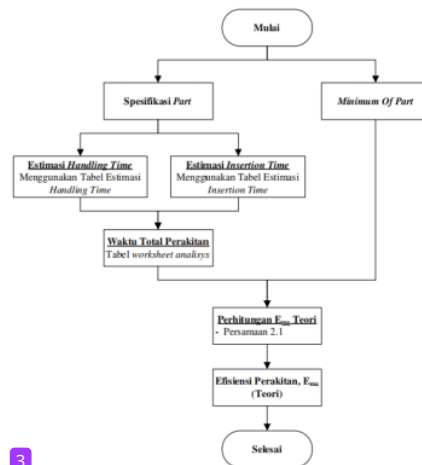 Mulai
Spesifikasi Part
Minimum Of Part
Estimasi Handling Time
Menggunakan Tabel Estimasi
Handling Time
Estimasi Insertion Time
Menggunakan Tabel Estimasi
Insertion Time
Waktu Total Perakitan
Tabel worksheet analisys
Perhitungan Ema Teori
- Persamaan 2.1
Efisiensi Perakitan, Ema
(Teori)
Selesai
3